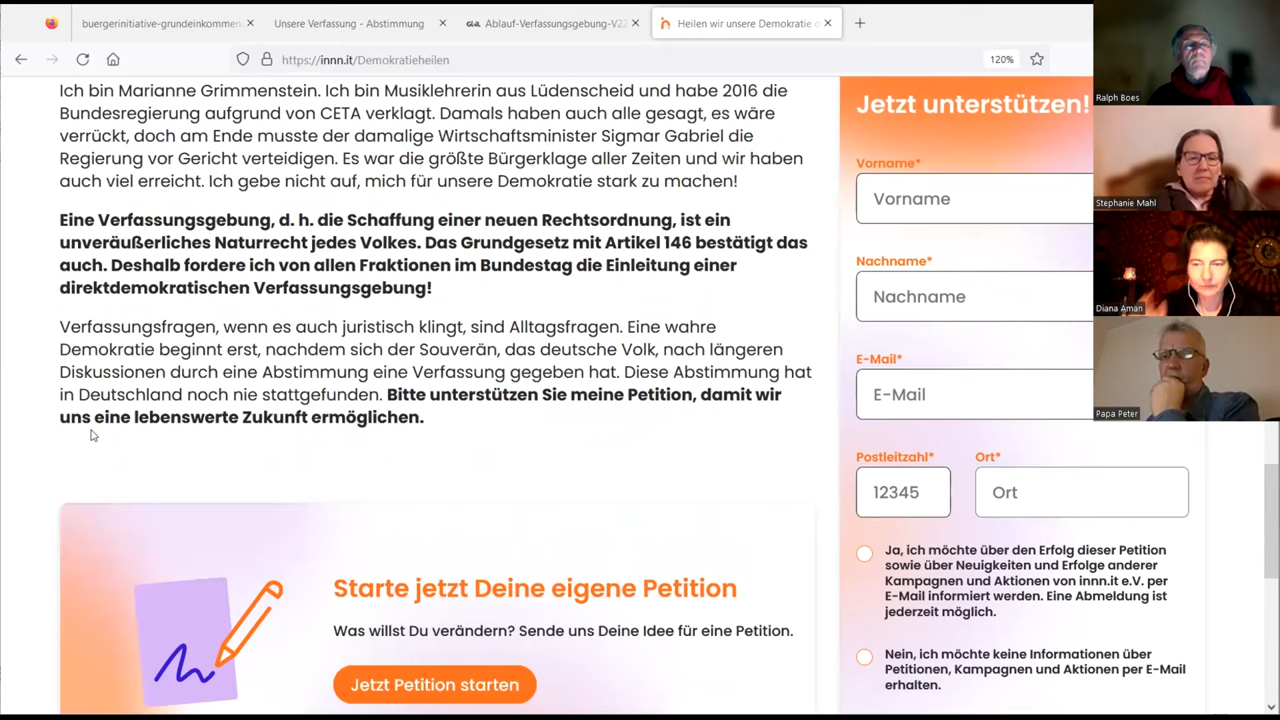 buergerinitiative-grundeinkommen
Unsere Verfassung - Abstimmung
Ablauf-Verfassungsgebung-V22
Heilen wir unsere Demokratie
https://innn.it/Demokratieheilen
120%
Ich bin Marianne Grimmenstein. Ich bin Musiklehrerin aus Lüdenscheid und habe 2016 die
Bundesregierung aufgrund von CETA verklagt. Damals haben auch alle gesagt, es wäre
verrückt, doch am Ende musste der damalige Wirtschaftsminister Sigmar Gabriel die
Regierung vor Gericht verteidigen. Es war die größte Bürgerklage aller Zeiten und wir haben
auch viel erreicht. Ich gebe nicht auf, mich für unsere Demokratie stark zu machen!
Eine Verfassungsgebung, d. h. die Schaffung einer neuen Rechtsordnung, ist ein
unveräußerliches Naturrecht jedes Volkes. Das Grundgesetz mit Artikel 146 bestätigt das
auch. Deshalb fordere ich von allen Fraktionen im Bundestag die Einleitung einer
direktdemokratischen Verfassungsgebung!
Verfassungsfragen, wenn es auch juristisch klingt, sind Alltagsfragen. Eine wahre
Demokratie beginnt erst, nachdem sich der Souverän, das deutsche Volk, nach längeren
Diskussionen durch eine Abstimmung eine Verfassung gegeben hat. Diese Abstimmung hat
in Deutschland noch nie stattgefunden. Bitte unterstützen Sie meine Petition, damit wir
uns eine lebenswerte Zukunft ermöglichen.
Starte jetzt Deine eigene Petition
Was willst Du verändern? Sende uns Deine Idee für eine Petition.
Jetzt Petition starten
Jetzt unterstützen!
Vorname*
Vorname
Nachname*
Nachname
E-Mail*
E-Mail
Postleitzahl* Ort*
12345 Ort
Ja, ich möchte über den Erfolg dieser Petition
sowie über Neuigkeiten und Erfolge anderer
Kampagnen und Aktionen von innn.it e.V. per
E-Mail informiert werden. Eine Abmeldung ist
jederzeit möglich.
Nein, ich möchte keine Informationen über
Petitionen, Kampagnen und Aktionen per E-Mail
erhalten.
Ralph Boes
Stephanie Mahl
Diana Aman
Papa Peter